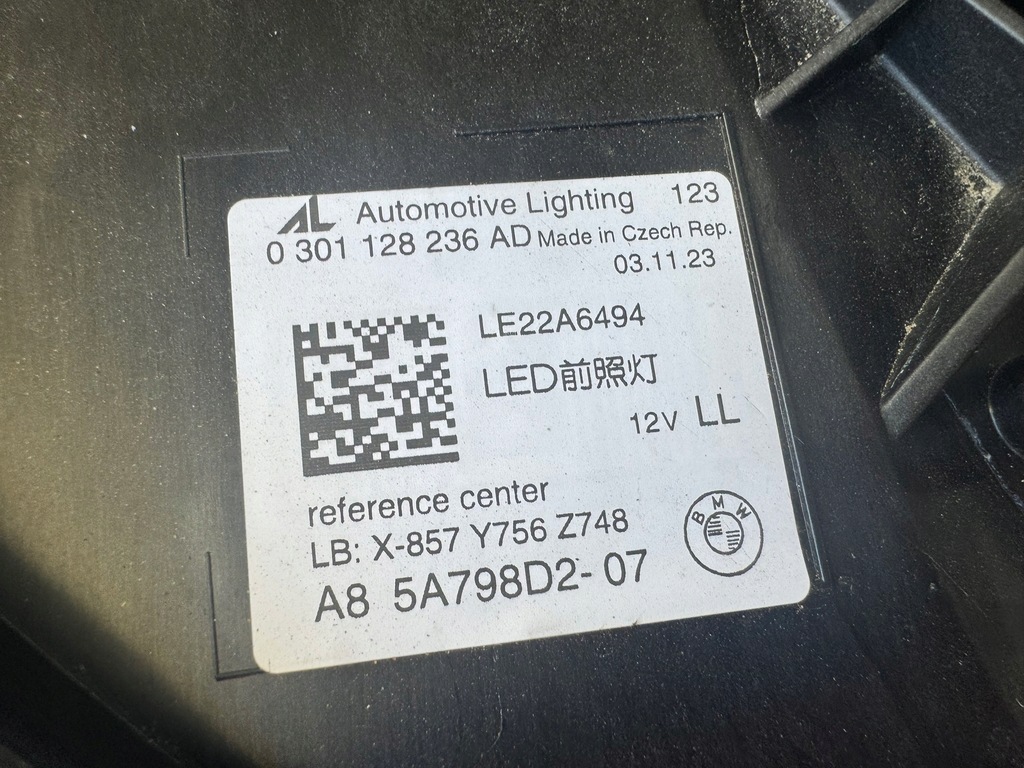 AL Automotive Lighting 123
0 301 128 236 AD Made in Czech Rep.
03.11.23
LE22A6494
LED前照灯
12V LL
reference center
LB: X-857 Y756 Z748
A8 5A798D2-07
BMW